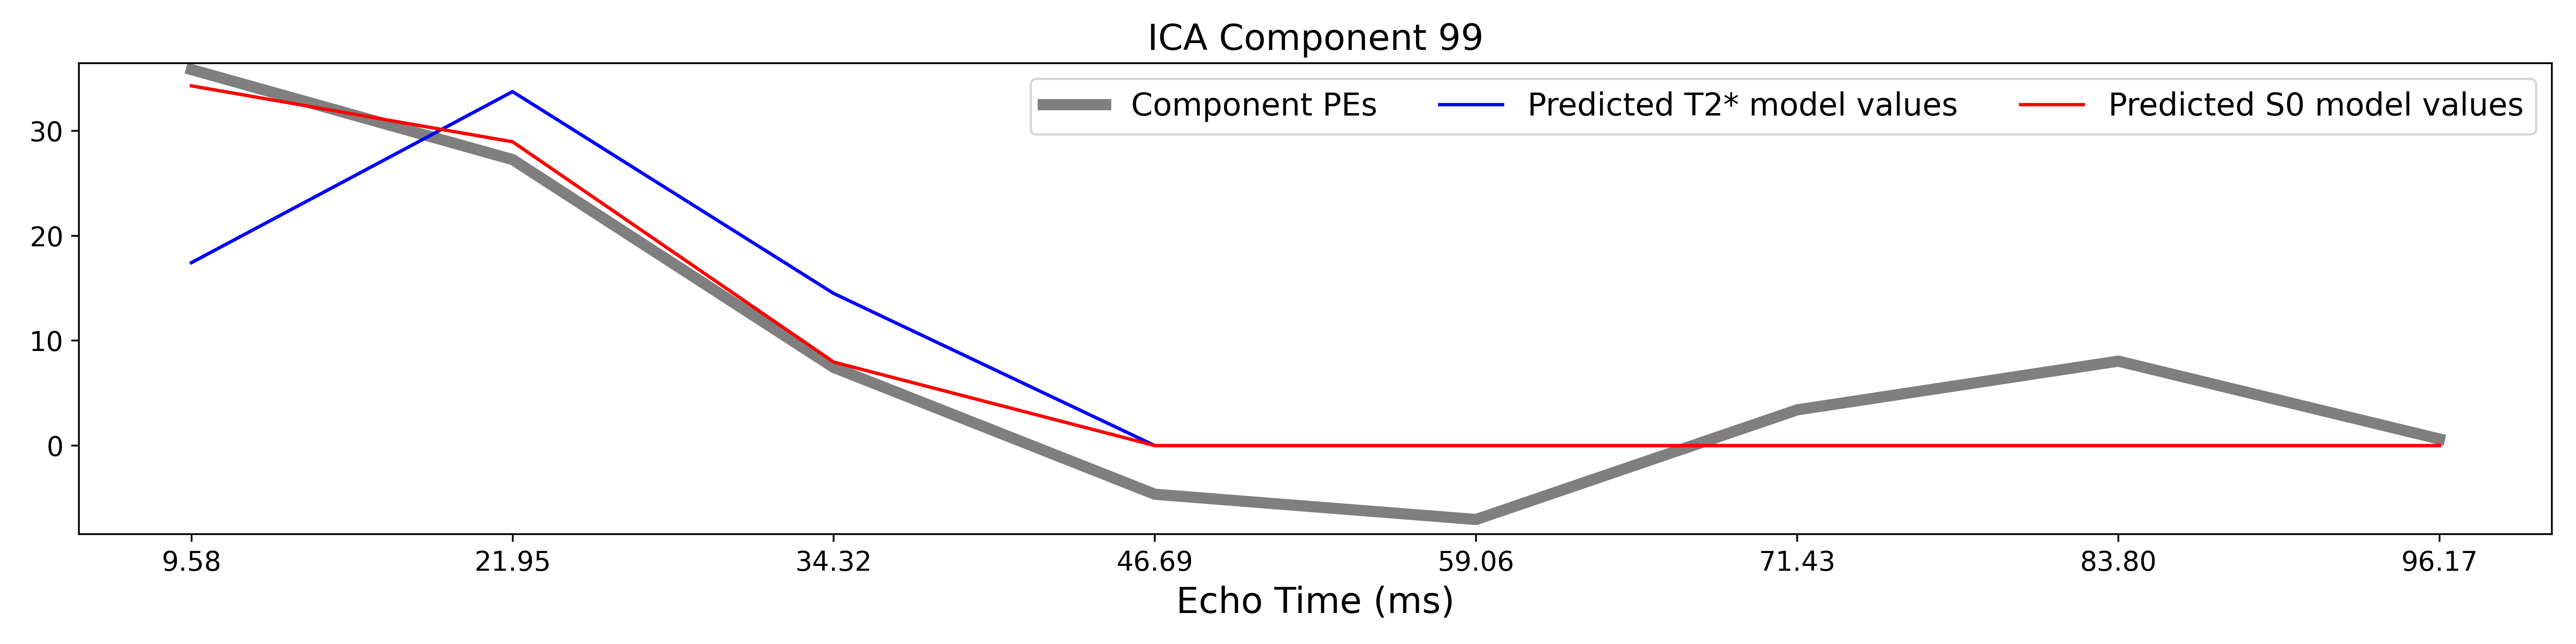 ICA Component 99
Component PEs Predicted T2* model values Predicted S0 model values
30
20
10
0
9.58 21.95 34.32 46.69 59.06 71.43 83.80 96.17
Echo Time (ms)